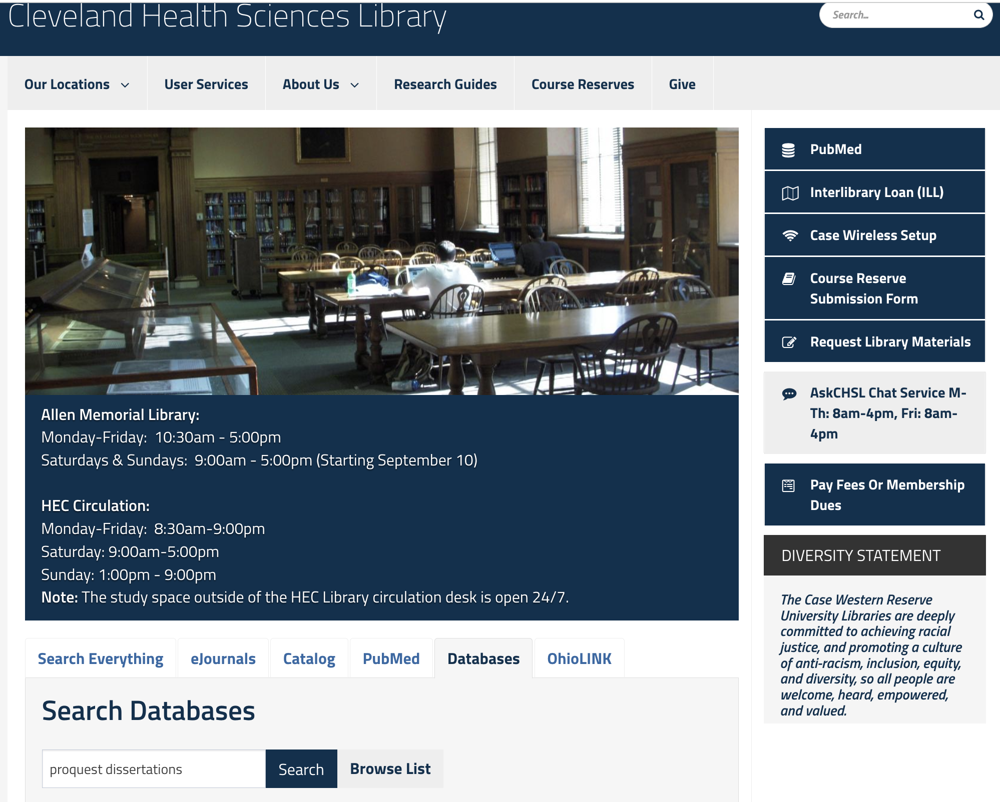 Cleveland Health Sciences Library
Search...
Our Locations
User Services
About Us
Research Guides
Course Reserves
Give
Allen Memorial Library:
Monday-Friday:  10:30am - 5:00pm
Saturdays & Sundays:  9:00am - 5:00pm (Starting September 10)
HEC Circulation:
Monday-Friday:  8:30am-9:00pm
Saturday: 9:00am-5:00pm
Sunday: 1:00pm - 9:00pm
Note: The study space outside of the HEC Library circulation desk is open 24/7.
Search Everything
eJournals
Catalog
PubMed
Databases
OhioLINK
Search Databases
proquest dissertations
Search
Browse List
PubMed
Interlibrary Loan (ILL)
Case Wireless Setup
Course Reserve
Submission Form
Request Library Materials
AskCHSL Chat Service M-
Th: 8am-4pm, Fri: 8am-
4pm
Pay Fees Or Membership
Dues
DIVERSITY STATEMENT
The Case Western Reserve
University Libraries are deeply
committed to achieving racial
justice, and promoting a culture
of anti-racism, inclusion, equity,
and diversity, so all people are
welcome, heard, empowered,
and valued.